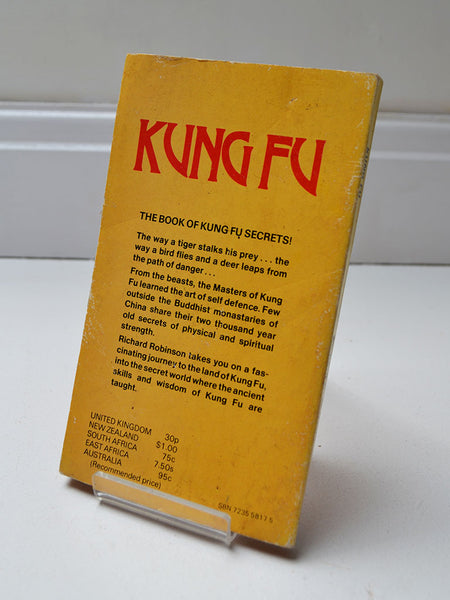 KUNG FU
THE BOOK OF KUNG FU SECRETS!
The way a tiger stalks his prey . . . the
way a bird flies and a deer leaps from
the path of danger . . .
From the beasts, the Masters of Kung
Fu learned the art of self defence. Few
outside the Buddhist monastaries of
China share their two thousand year
old secrets of physical and spiritual
strength.
Richard Robinson takes you on a fas-
cinating journey to the land of Kung Fu,
into the secret world where the ancient
skills and wisdom of Kung Fu are
taught.
UNITED KINGDOM 30p
NEW ZEALAND $1.00
SOUTH AFRICA 75c
EAST AFRICA 7.50s
AUSTRALIA 95c
(Recommended price)
SBN 7235 5817 5